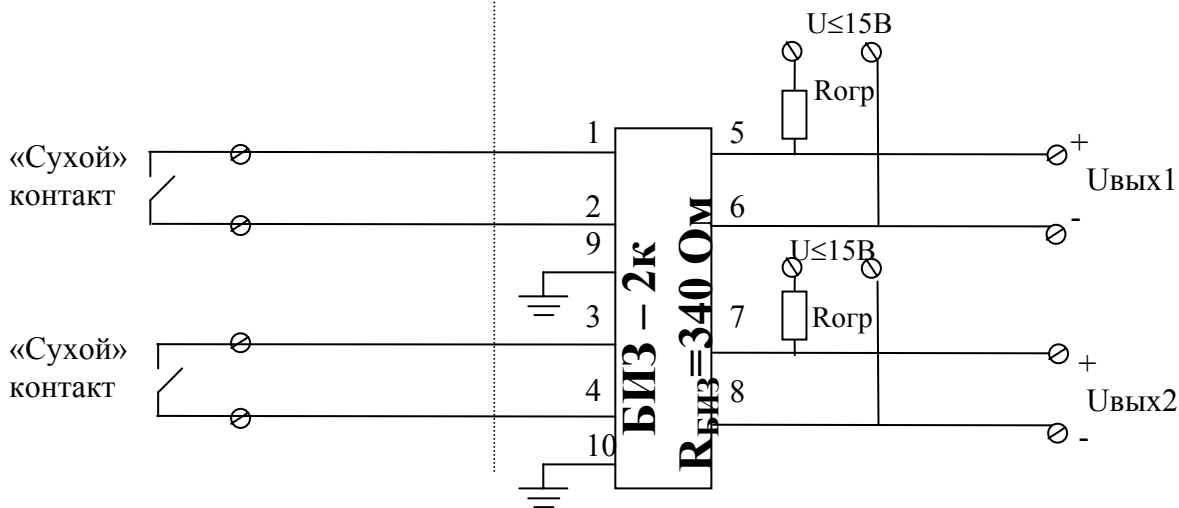 U≤15В
Rогр
1
5
«Сухой»
контакт
+
Uвых1
2
6
-
9
БИЗ – 2к
RБИЗ=340 Ом
U≤15В
3
7
Rогр
«Сухой»
контакт
+
4
8
Uвых2
-
10